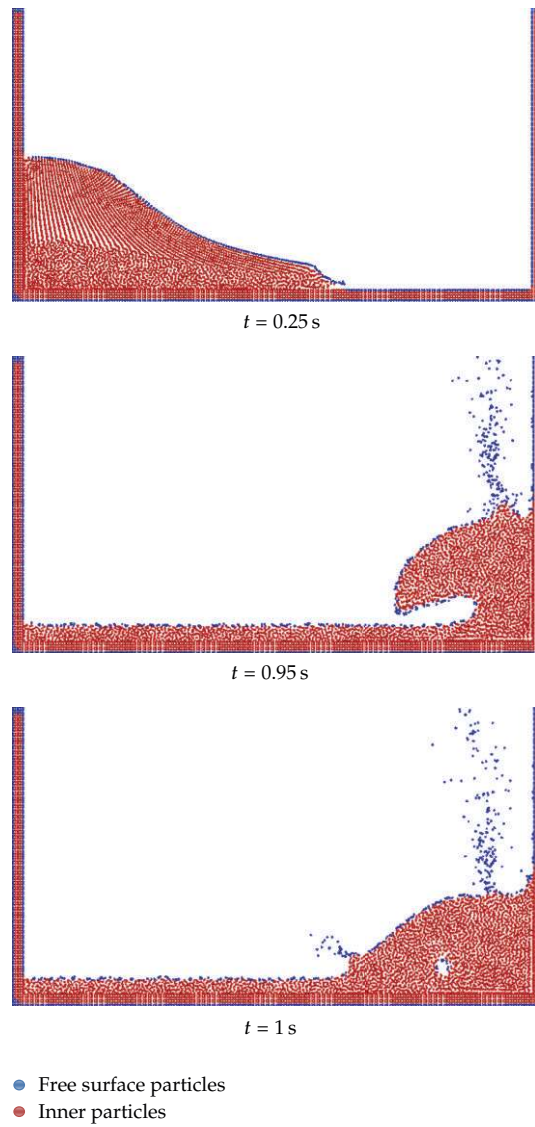 t = 0.25 s
t = 0.95 s
t = 1 s
Free surface particles
Inner particles